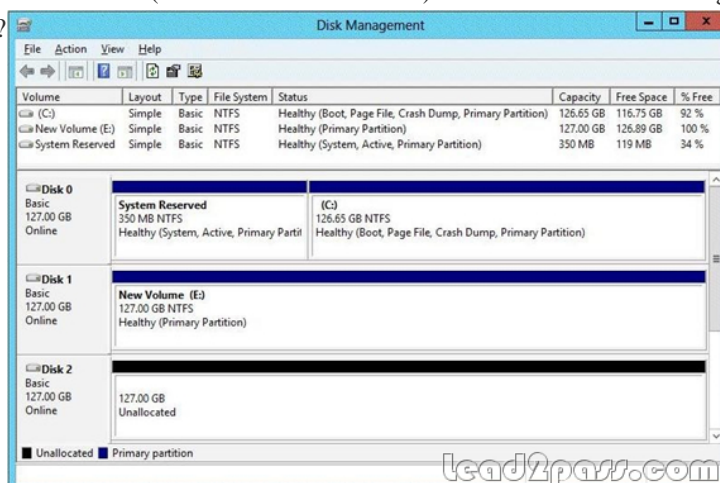 ?
Disk Management
File Action View Help
Volume Layout Type File System Status Capacity Free Space % Free
(C:) Simple Basic NTFS Healthy (Boot, Page File, Crash Dump, Primary Partition) 126.65 GB 116.75 GB 92 %
New Volume (E:) Simple Basic NTFS Healthy (Primary Partition) 127.00 GB 126.89 GB 100 %
System Reserved Simple Basic NTFS Healthy (System, Active, Primary Partition) 350 MB 119 MB 34 %
Disk 0
Basic
127.00 GB
Online
System Reserved
350 MB NTFS
Healthy (System, Active, Primary Partit
(C:)
126.65 GB NTFS
Healthy (Boot, Page File, Crash Dump, Primary Partition)
Disk 1
Basic
127.00 GB
Online
New Volume (E:)
127.00 GB NTFS
Healthy (Primary Partition)
Disk 2
Basic
127.00 GB
Online
127.00 GB
Unallocated
Unallocated Primary partition
Lead2pass.com